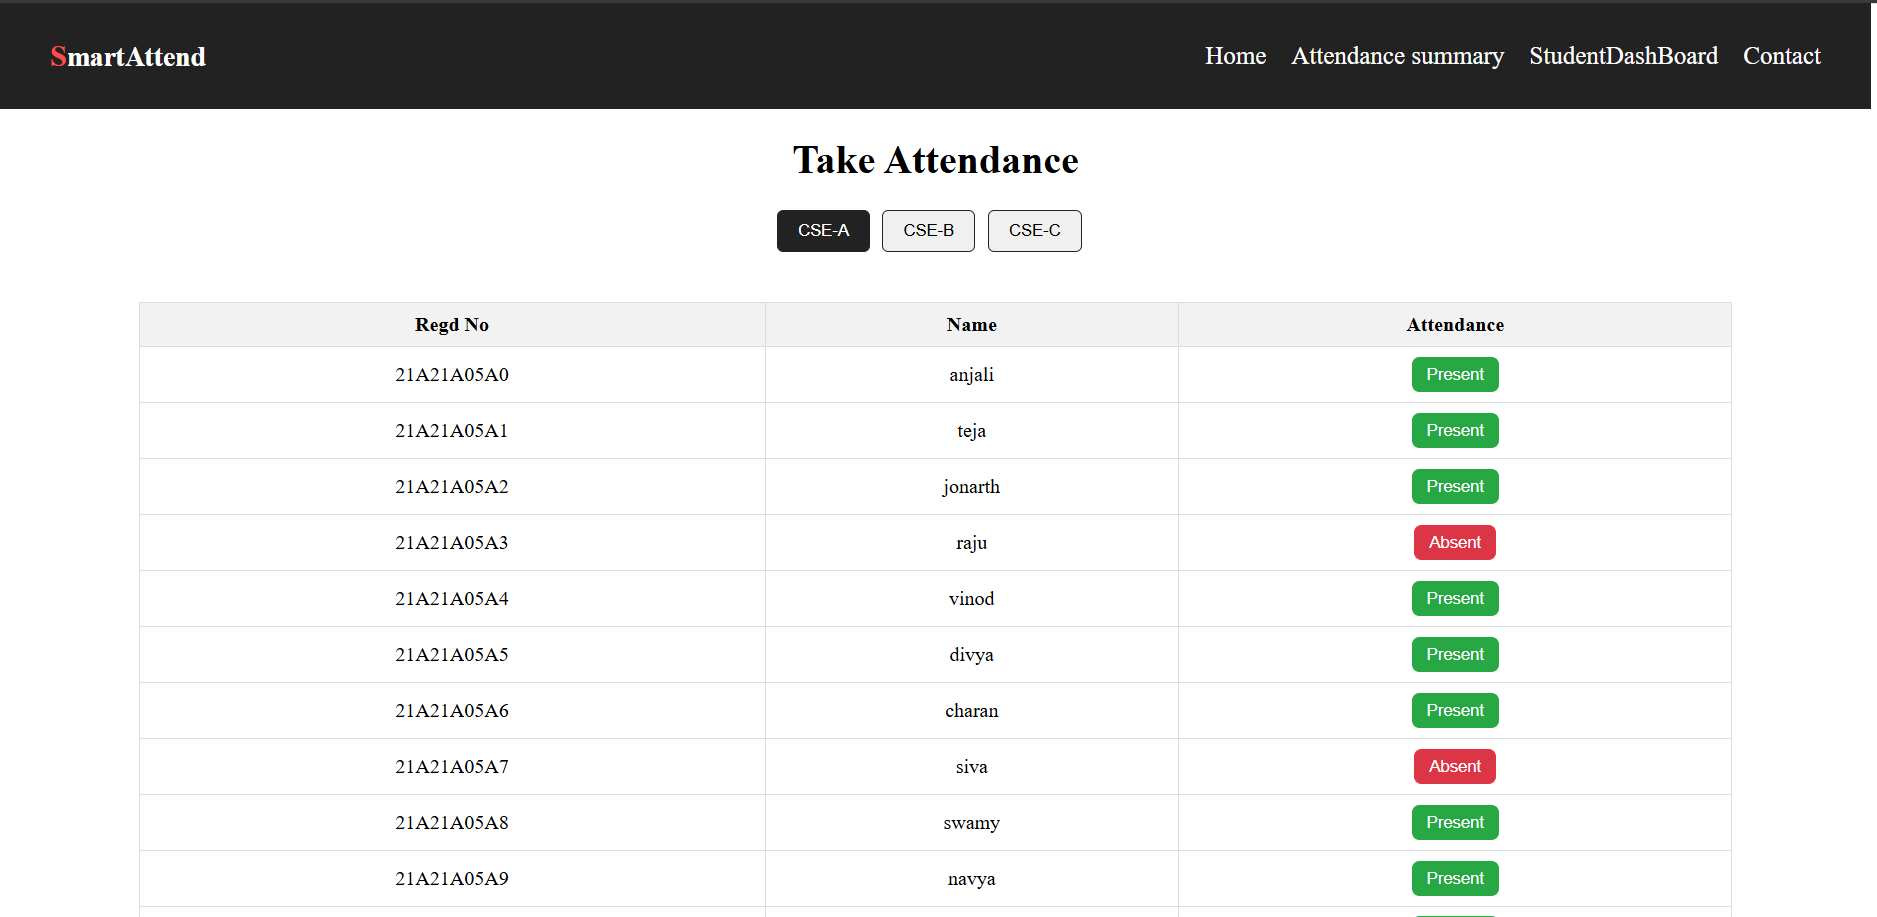 SmartAttend Home Attendance summary StudentDashBoard Contact
Take Attendance
CSE-A CSE-B CSE-C
Regd No Name Attendance
21A21A05A0 anjali Present
21A21A05A1 teja Present
21A21A05A2 jonarth Present
21A21A05A3 raju Absent
21A21A05A4 vinod Present
21A21A05A5 divya Present
21A21A05A6 charan Present
21A21A05A7 siva Absent
21A21A05A8 swamy Present
21A21A05A9 navya Present